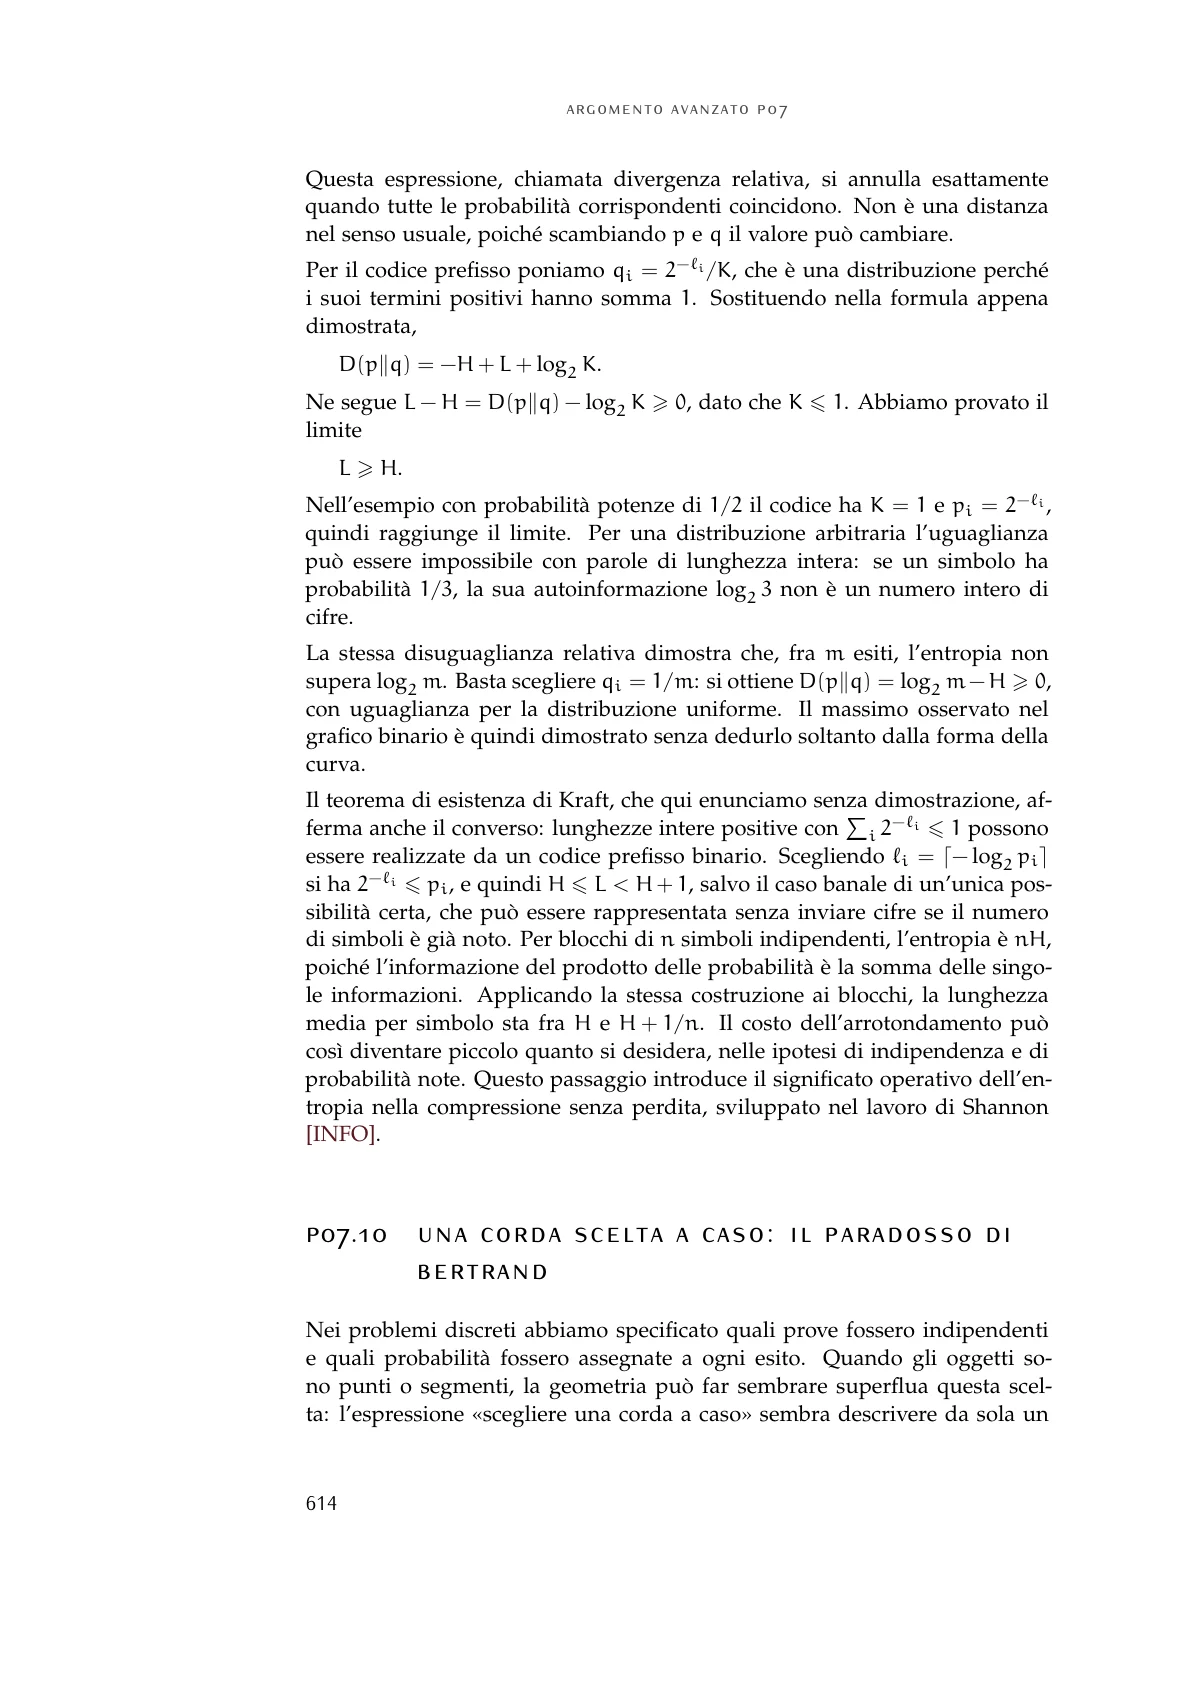 ARGOMENTO AVANZATO P07
Questa espressione, chiamata divergenza relativa, si annulla esattamente
quando tutte le probabilità corrispondenti coincidono. Non è una distanza
nel senso usuale, poiché scambiando p e q il valore può cambiare.
Per il codice prefisso poniamo qᵢ = 2^{−ℓᵢ}/K, che è una distribuzione perché
i suoi termini positivi hanno somma 1. Sostituendo nella formula appena
dimostrata,
D(p∥q) = −H + L + log₂ K.
Ne segue L − H = D(p∥q) − log₂ K ⩾ 0, dato che K ⩽ 1. Abbiamo provato il
limite
L ⩾ H.
Nell'esempio con probabilità potenze di 1/2 il codice ha K = 1 e pᵢ = 2^{−ℓᵢ},
quindi raggiunge il limite. Per una distribuzione arbitraria l'uguaglianza
può essere impossibile con parole di lunghezza intera: se un simbolo ha
probabilità 1/3, la sua autoinformazione log₂ 3 non è un numero intero di
cifre.
La stessa disuguaglianza relativa dimostra che, fra m esiti, l'entropia non
supera log₂ m. Basta scegliere qᵢ = 1/m: si ottiene D(p∥q) = log₂ m − H ⩾ 0,
con uguaglianza per la distribuzione uniforme. Il massimo osservato nel
grafico binario è quindi dimostrato senza dedurlo soltanto dalla forma della
curva.
Il teorema di esistenza di Kraft, che qui enunciamo senza dimostrazione, af-
ferma anche il converso: lunghezze intere positive con ∑ᵢ 2^{−ℓᵢ} ⩽ 1 possono
essere realizzate da un codice prefisso binario. Scegliendo ℓᵢ = ⌈− log₂ pᵢ⌉
si ha 2^{−ℓᵢ} ⩽ pᵢ, e quindi H ⩽ L < H + 1, salvo il caso banale di un'unica pos-
sibilità certa, che può essere rappresentata senza inviare cifre se il numero
di simboli è già noto. Per blocchi di n simboli indipendenti, l'entropia è nH,
poiché l'informazione del prodotto delle probabilità è la somma delle singo-
le informazioni. Applicando la stessa costruzione ai blocchi, la lunghezza
media per simbolo sta fra H e H + 1/n. Il costo dell'arrotondamento può
così diventare piccolo quanto si desidera, nelle ipotesi di indipendenza e di
probabilità note. Questo passaggio introduce il significato operativo dell'en-
tropia nella compressione senza perdita, sviluppato nel lavoro di Shannon
[INFO].
P07.10 UNA CORDA SCELTA A CASO: IL PARADOSSO DI
BERTRAND
Nei problemi discreti abbiamo specificato quali prove fossero indipendenti
e quali probabilità fossero assegnate a ogni esito. Quando gli oggetti so-
no punti o segmenti, la geometria può far sembrare superflua questa scel-
ta: l'espressione «scegliere una corda a caso» sembra descrivere da sola un
614